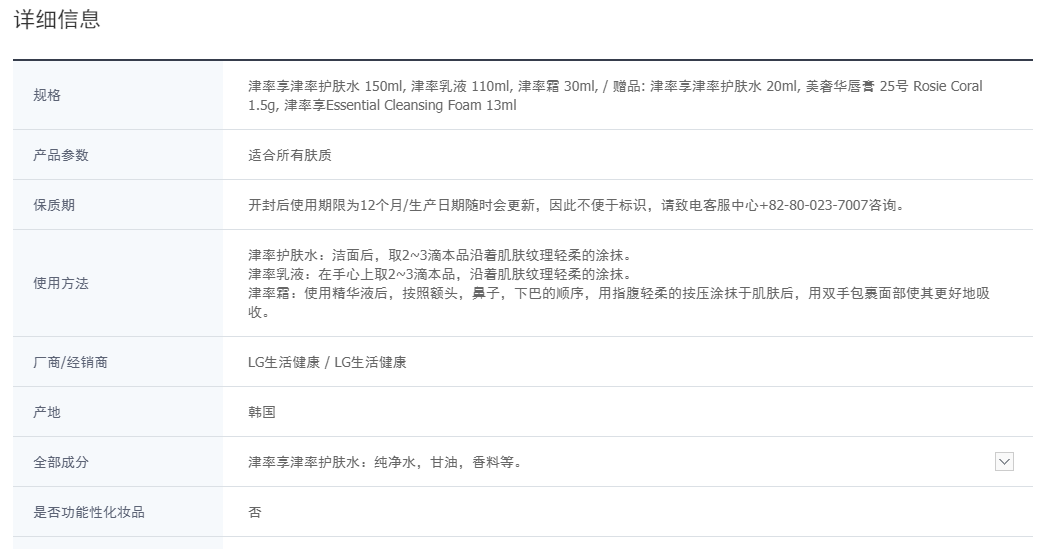 详细信息
规格
津率享津率护肤水 150ml, 津率乳液 110ml, 津率霜 30ml, / 赠品: 津率享津率护肤水 20ml, 美奢华唇膏 25号 Rosie Coral
1.5g, 津率享Essential Cleansing Foam 13ml
产品参数
适合所有肤质
保质期
开封后使用期限为12个月/生产日期随时会更新，因此不便于标识，请致电客服中心+82-80-023-7007咨询。
使用方法
津率护肤水：洁面后，取2~3滴本品沿着肌肤纹理轻柔的涂抹。
津率乳液：在手心上取2~3滴本品，沿着肌肤纹理轻柔的涂抹。
津率霜：使用精华液后，按照额头，鼻子，下巴的顺序，用指腹轻柔的按压涂抹于肌肤后，用双手包裹面部使其更好地吸
收。
厂商/经销商
LG生活健康 / LG生活健康
产地
韩国
全部成分
津率享津率护肤水：纯净水，甘油，香料等。
是否功能性化妆品
否